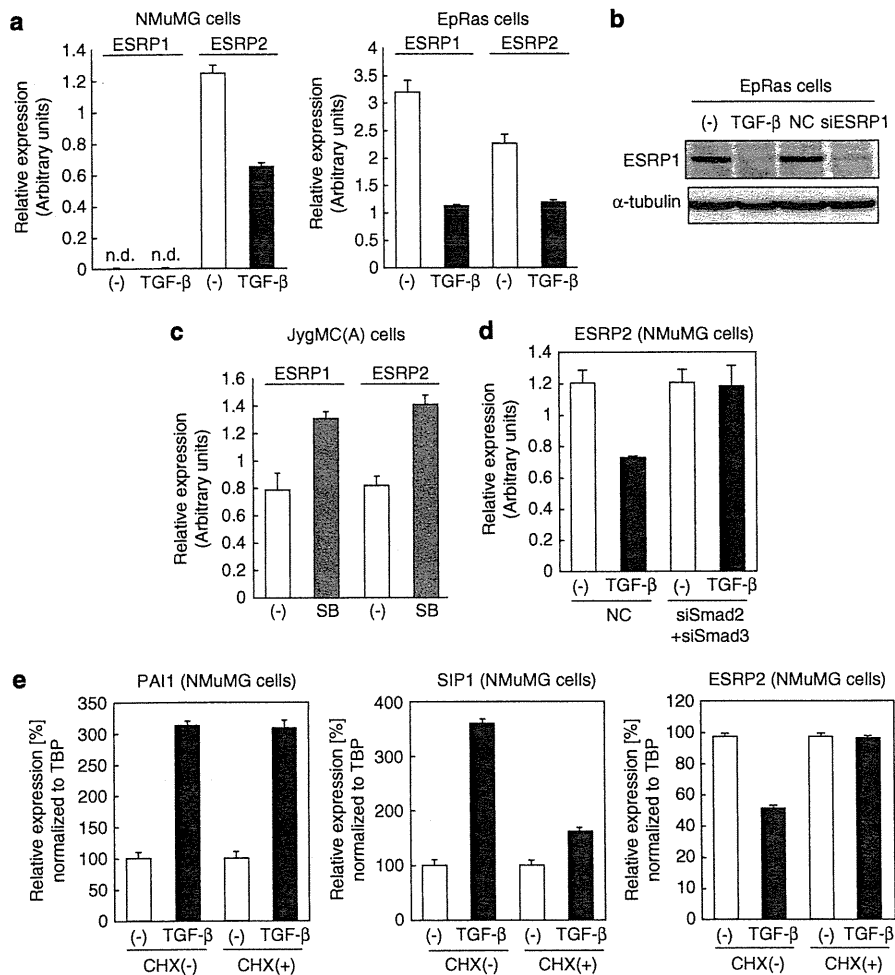 a
NMuMG cells
ESRP1 ESRP2
Relative expression
(Arbitrary units)
1.4
1.2
1
0.8
0.6
0.4
0.2
0
n.d. n.d.
(-) TGF-β (-) TGF-β
EpRas cells
ESRP1 ESRP2
Relative expression
(Arbitrary units)
4
3.5
3
2.5
2
1.5
1
0.5
0
(-) TGF-β (-) TGF-β
b
EpRas cells
(-) TGF-β NC siESRP1
ESRP1
α-tubulin
c
JygMC(A) cells
ESRP1 ESRP2
Relative expression
(Arbitrary units)
1.6
1.4
1.2
1
0.8
0.6
0.4
0.2
0
(-) SB (-) SB
d
ESRP2 (NMuMG cells)
Relative expression
(Arbitrary units)
1.4
1.2
1
0.8
0.6
0.4
0.2
0
(-) TGF-β (-) TGF-β
NC siSmad2
+siSmad3
e
PAI1 (NMuMG cells)
Relative expression [%]
normalized to TBP
350
300
250
200
150
100
50
0
(-) TGF-β (-) TGF-β
CHX(-) CHX(+)
SIP1 (NMuMG cells)
Relative expression [%]
normalized to TBP
400
300
200
100
0
(-) TGF-β (-) TGF-β
CHX(-) CHX(+)
ESRP2 (NMuMG cells)
Relative expression [%]
normalized to TBP
120
100
80
60
40
20
0
(-) TGF-β (-) TGF-β
CHX(-) CHX(+)